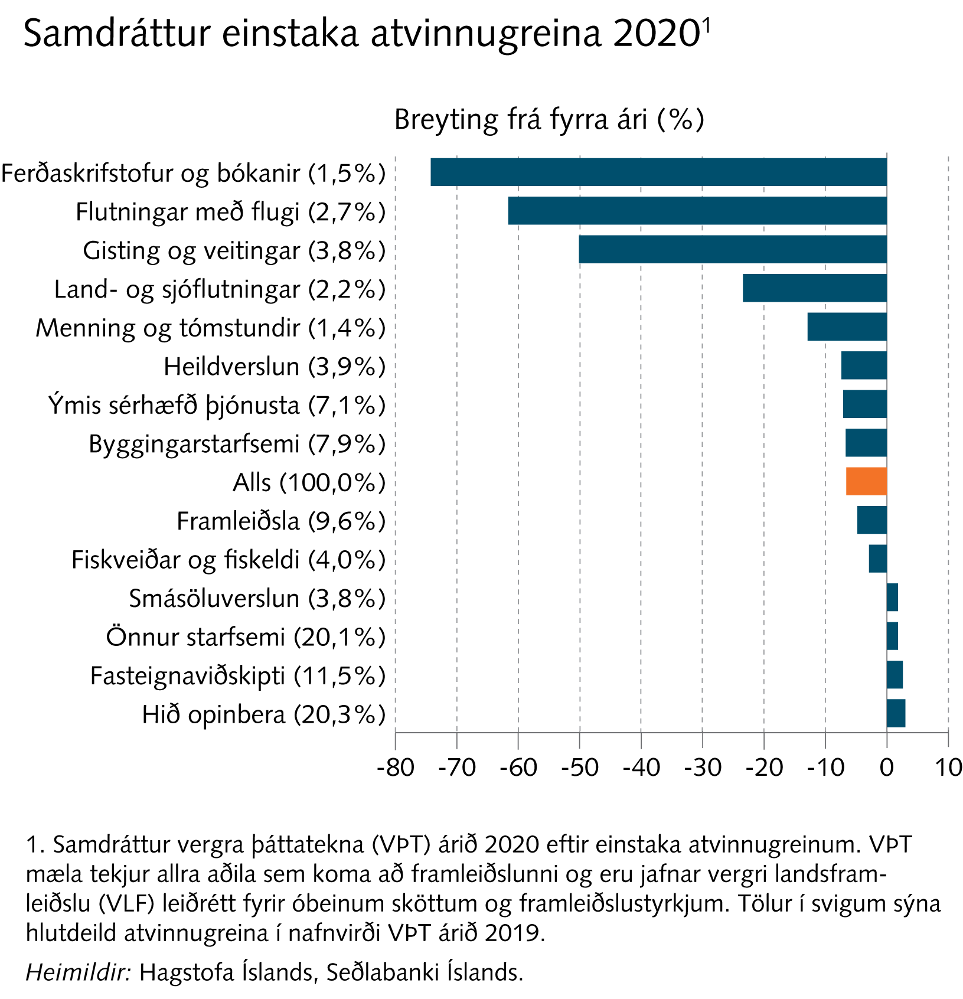 Samdráttur einstaka atvinnugreina 2020¹
Breyting frá fyrra ári (%)
Ferðaskrifstofur og bókanir (1,5%)
Flutningar með flugi (2,7%)
Gisting og veitingar (3,8%)
Land- og sjóflutningar (2,2%)
Menning og tómstundir (1,4%)
Heildverslun (3,9%)
Ýmis sérhæfð þjónusta (7,1%)
Byggingarstarfsemi (7,9%)
Alls (100,0%)
Framleiðsla (9,6%)
Fiskveiðar og fiskeldi (4,0%)
Smásöluverslun (3,8%)
Önnur starfsemi (20,1%)
Fasteignaviðskipti (11,5%)
Hið opinbera (20,3%)
-80 -70 -60 -50 -40 -30 -20 -10 0 10
1. Samdráttur vergra þáttatekna (VÞT) árið 2020 eftir einstaka atvinnugreinum. VÞT
mæla tekjur allra aðila sem koma að framleiðslunni og eru jafnar vergri landsfram-
leiðslu (VLF) leiðrétt fyrir óbeinum sköttum og framleiðslustyrkjum. Tölur í svigum sýna
hlutdeild atvinnugreina í nafnvirði VÞT árið 2019.
Heimildir: Hagstofa Íslands, Seðlabanki Íslands.